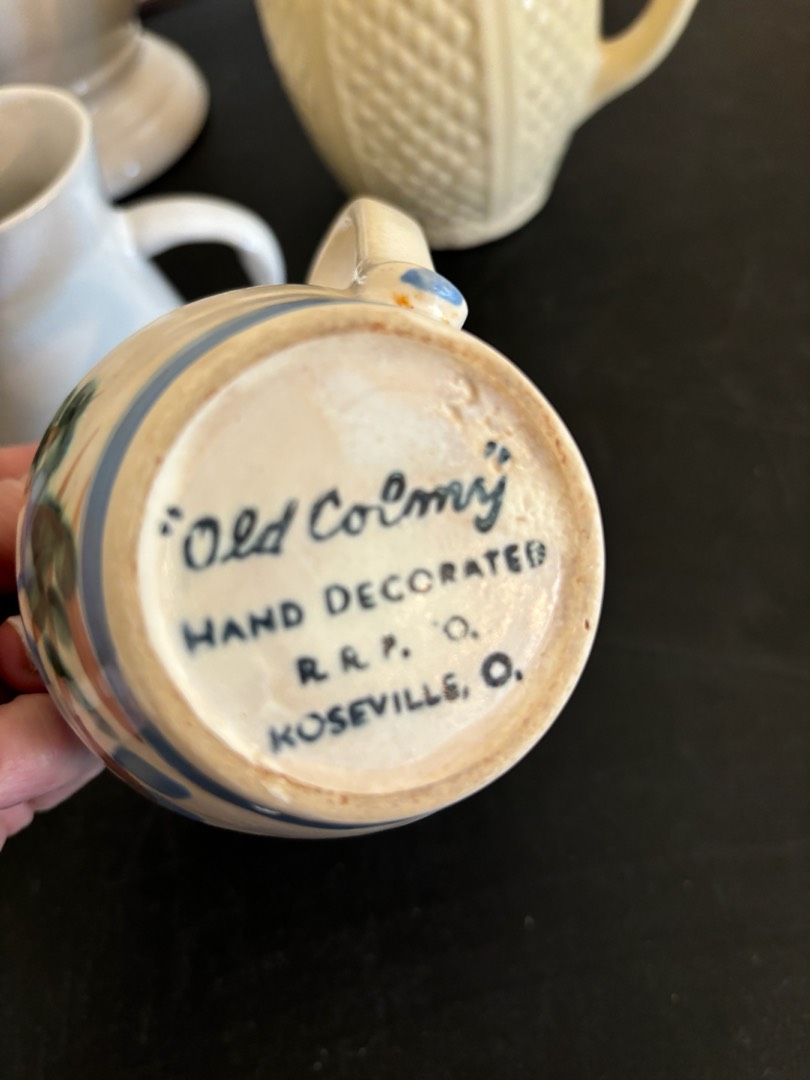 "Old Colony"
HAND DECORATED
R. R. P. CO.
ROSEVILLE, O.